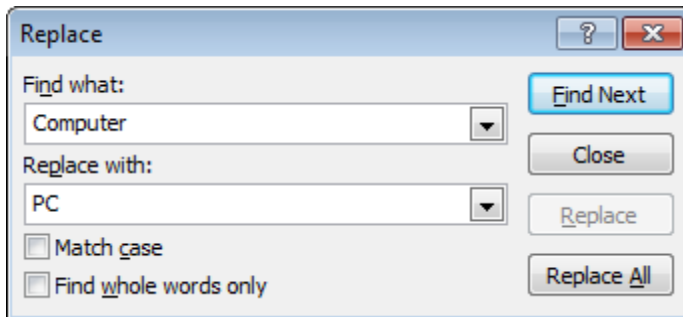 Replace
?
Find what:
Computer
Find Next
Close
Replace with:
PC
Replace
Match case
Find whole words only
Replace All